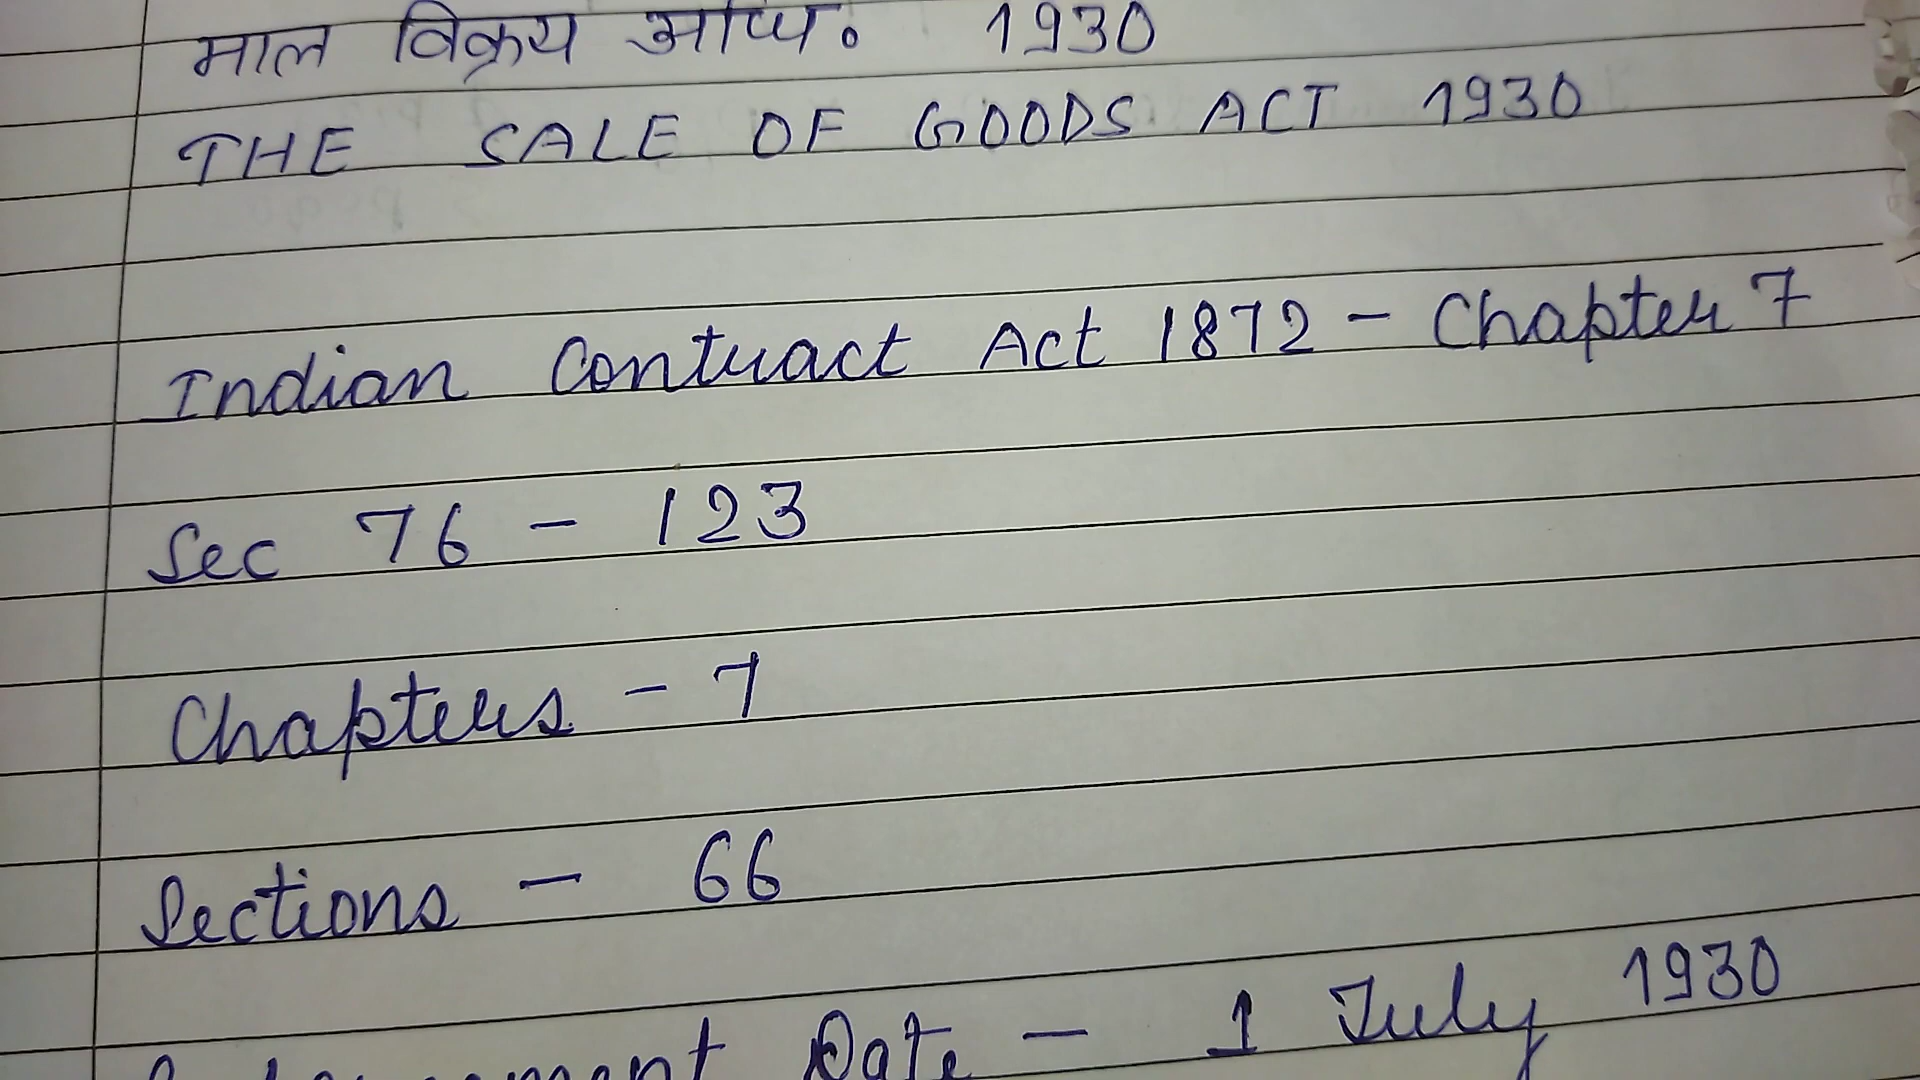 माल विक्रय अधि० 1930
THE SALE OF GOODS ACT 1930
Indian Contract Act 1872 - Chapter 7
Sec 76 - 123
Chapters - 7
Sections - 66
Date - 1 July 1930